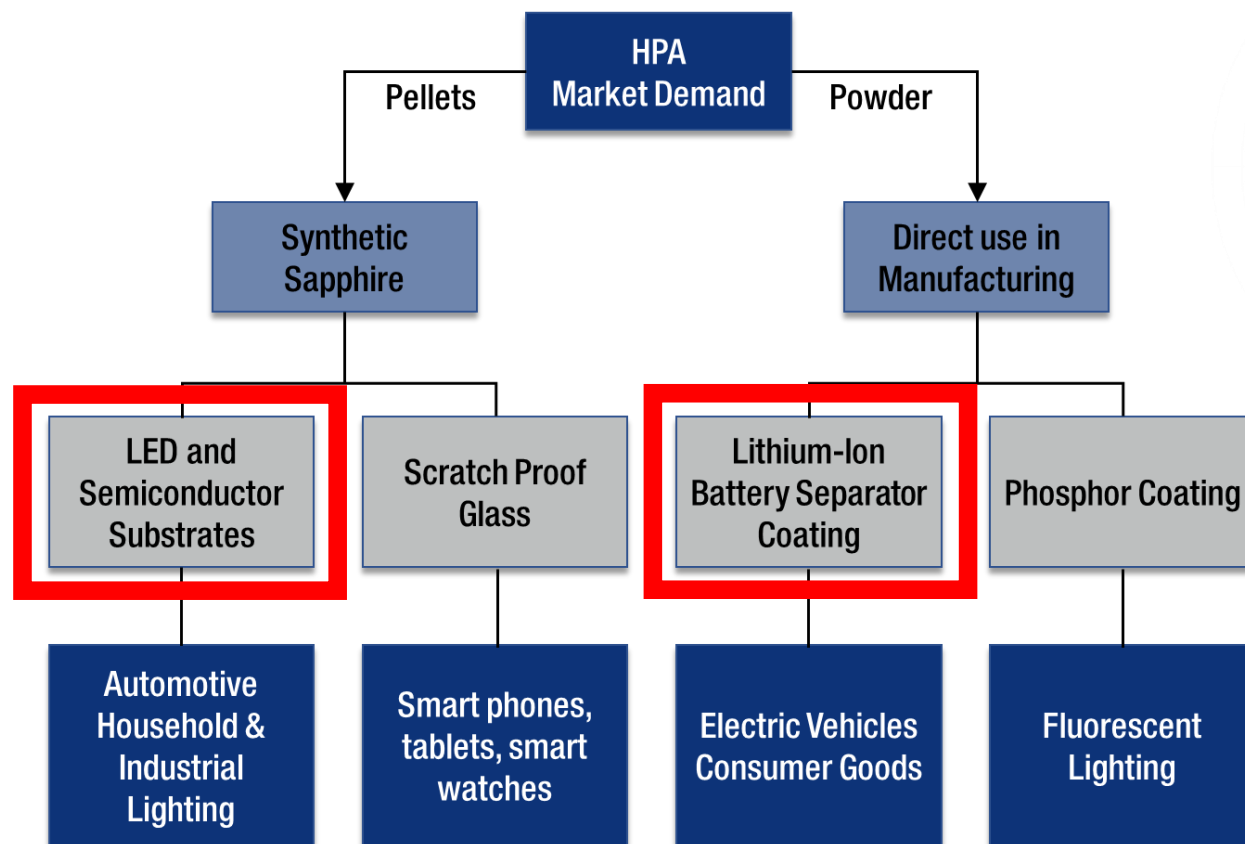 HPA
Market Demand
Pellets
Powder
Synthetic
Sapphire
Direct use in
Manufacturing
LED and
Semiconductor
Substrates
Scratch Proof
Glass
Lithium-Ion
Battery Separator
Coating
Phosphor Coating
Automotive
Household &
Industrial
Lighting
Smart phones,
tablets, smart
watches
Electric Vehicles
Consumer Goods
Fluorescent
Lighting